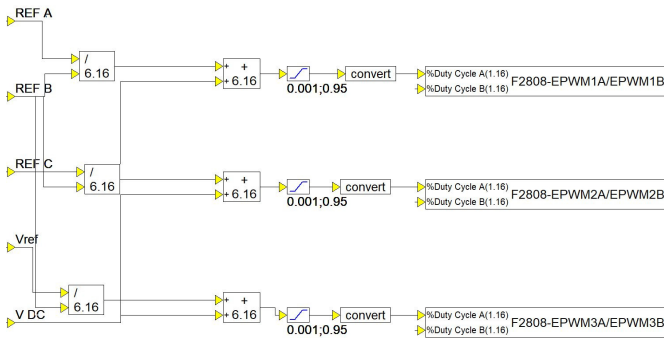 REF A
/
6.16
+ +
+ 6.16
0.001;0.95
convert
%Duty Cycle A(1.16)
%Duty Cycle B(1.16)
F2808-EPWM1A/EPWM1B
REF B
REF C
/
6.16
+ +
+ 6.16
0.001;0.95
convert
%Duty Cycle A(1.16)
%Duty Cycle B(1.16)
F2808-EPWM2A/EPWM2B
Vref
/
6.16
+ +
+ 6.16
0.001;0.95
convert
%Duty Cycle A(1.16)
%Duty Cycle B(1.16)
F2808-EPWM3A/EPWM3B
V DC